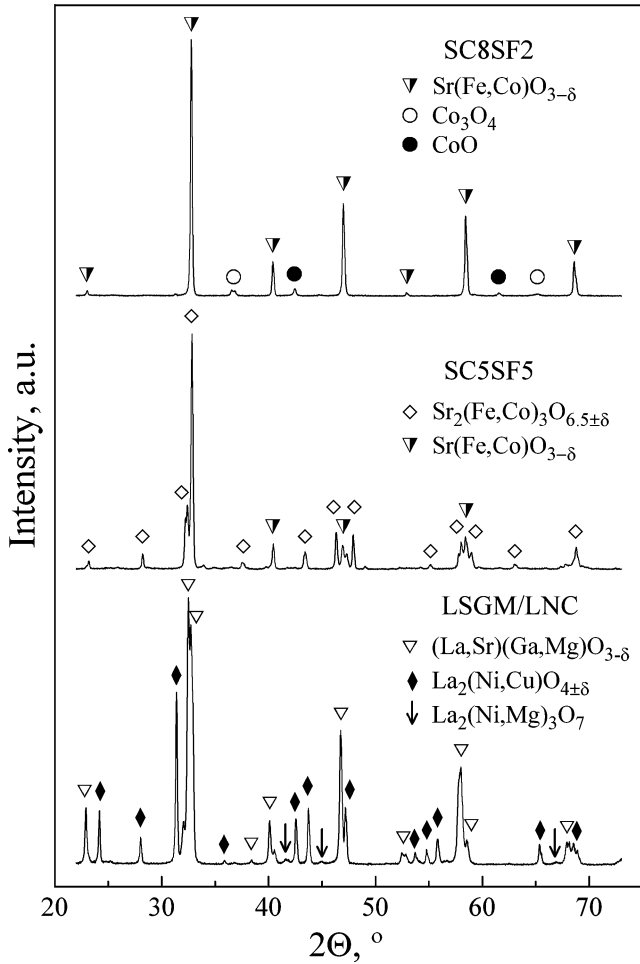 SC8SF2
Sr(Fe,Co)O3–δ
Co3O4
CoO
SC5SF5
Sr2(Fe,Co)3O6.5±δ
Sr(Fe,Co)O3–δ
LSGM/LNC
(La,Sr)(Ga,Mg)O3-δ
La2(Ni,Cu)O4±δ
La2(Ni,Mg)3O7
Intensity, a.u.
20 30 40 50 60 70
2Θ, °